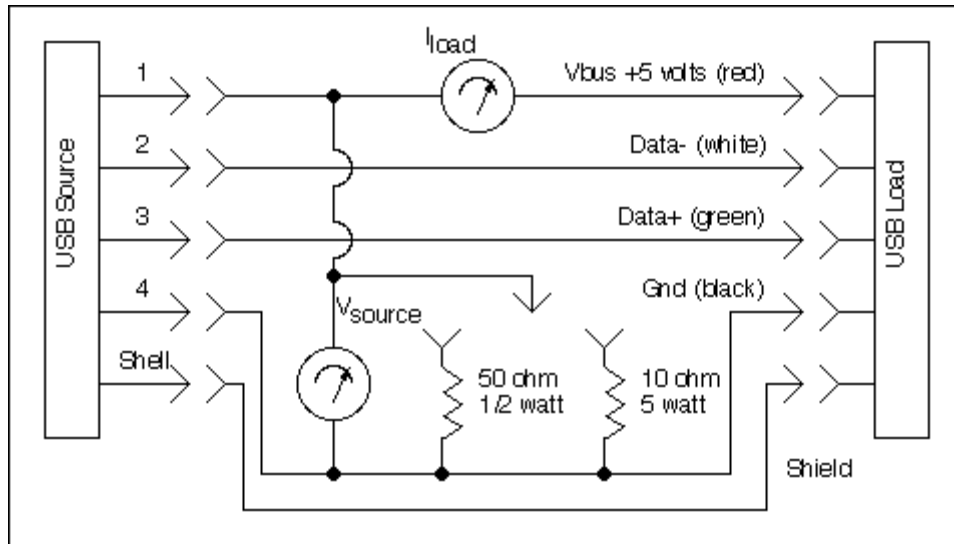 USB Source
1
2
3
4
Shell
Iload
Vbus +5 volts (red)
Data- (white)
Data+ (green)
Gnd (black)
Vsource
50 ohm
1/2 watt
10 ohm
5 watt
Shield
USB Load